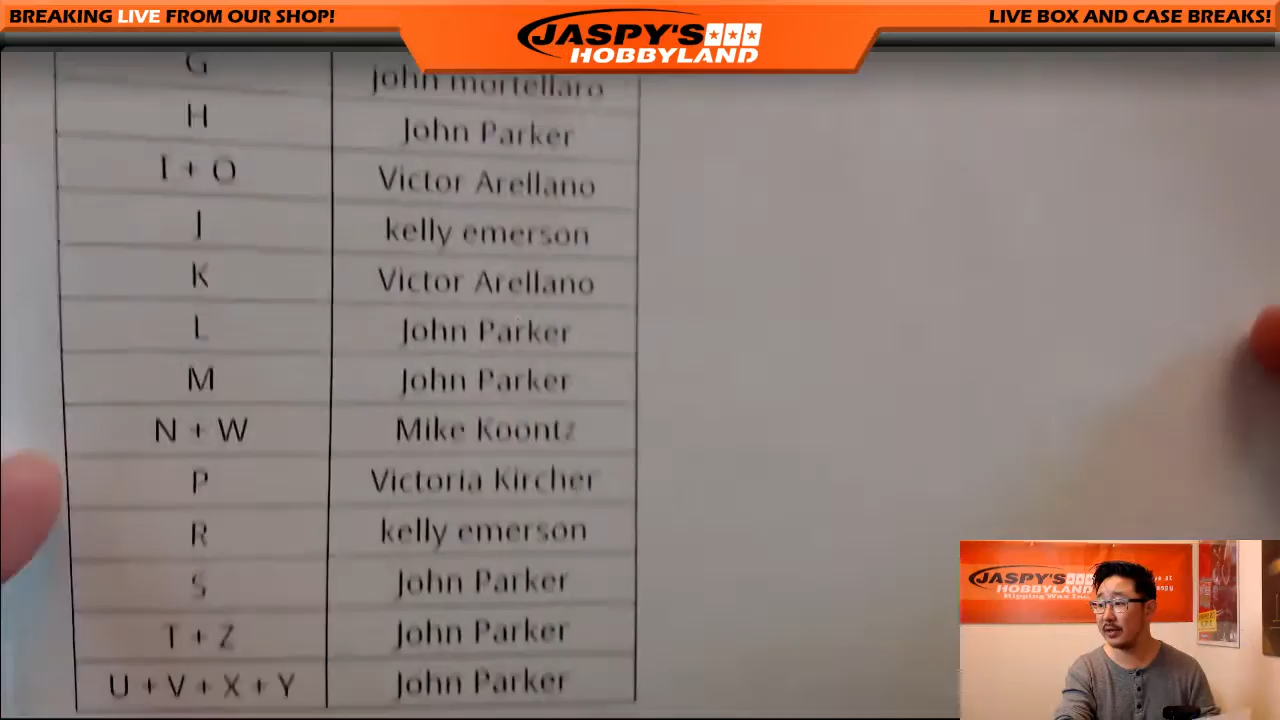 BREAKING LIVE FROM OUR SHOP!
JASPY'S
HOBBYLAND
LIVE BOX AND CASE BREAKS!
G john mortellaro
H John Parker
I + O Victor Arellano
J kelly emerson
K Victor Arellano
L John Parker
M John Parker
N + W Mike Koontz
P Victoria Kircher
R kelly emerson
S John Parker
T + Z John Parker
U + V + X + Y John Parker
JASPY'S
HOBBYLAND